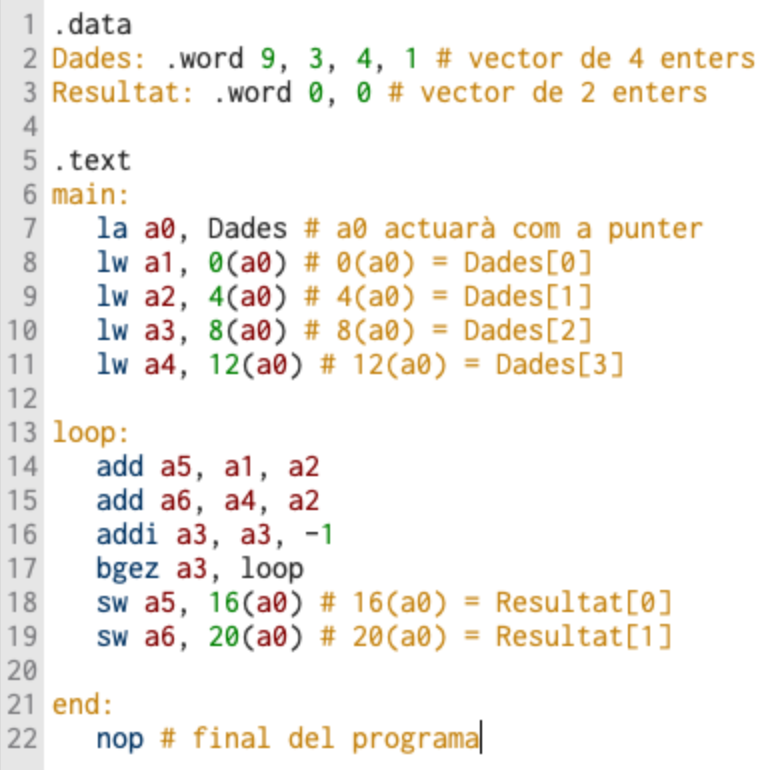 1 .data
2 Dades: .word 9, 3, 4, 1 # vector de 4 enters
3 Resultat: .word 0, 0 # vector de 2 enters
4
5 .text
6 main:
7 la a0, Dades # a0 actuarà com a punter
8 lw a1, 0(a0) # 0(a0) = Dades[0]
9 lw a2, 4(a0) # 4(a0) = Dades[1]
10 lw a3, 8(a0) # 8(a0) = Dades[2]
11 lw a4, 12(a0) # 12(a0) = Dades[3]
12
13 loop:
14 add a5, a1, a2
15 add a6, a4, a2
16 addi a3, a3, -1
17 bgez a3, loop
18 sw a5, 16(a0) # 16(a0) = Resultat[0]
19 sw a6, 20(a0) # 20(a0) = Resultat[1]
20
21 end:
22 nop # final del programa